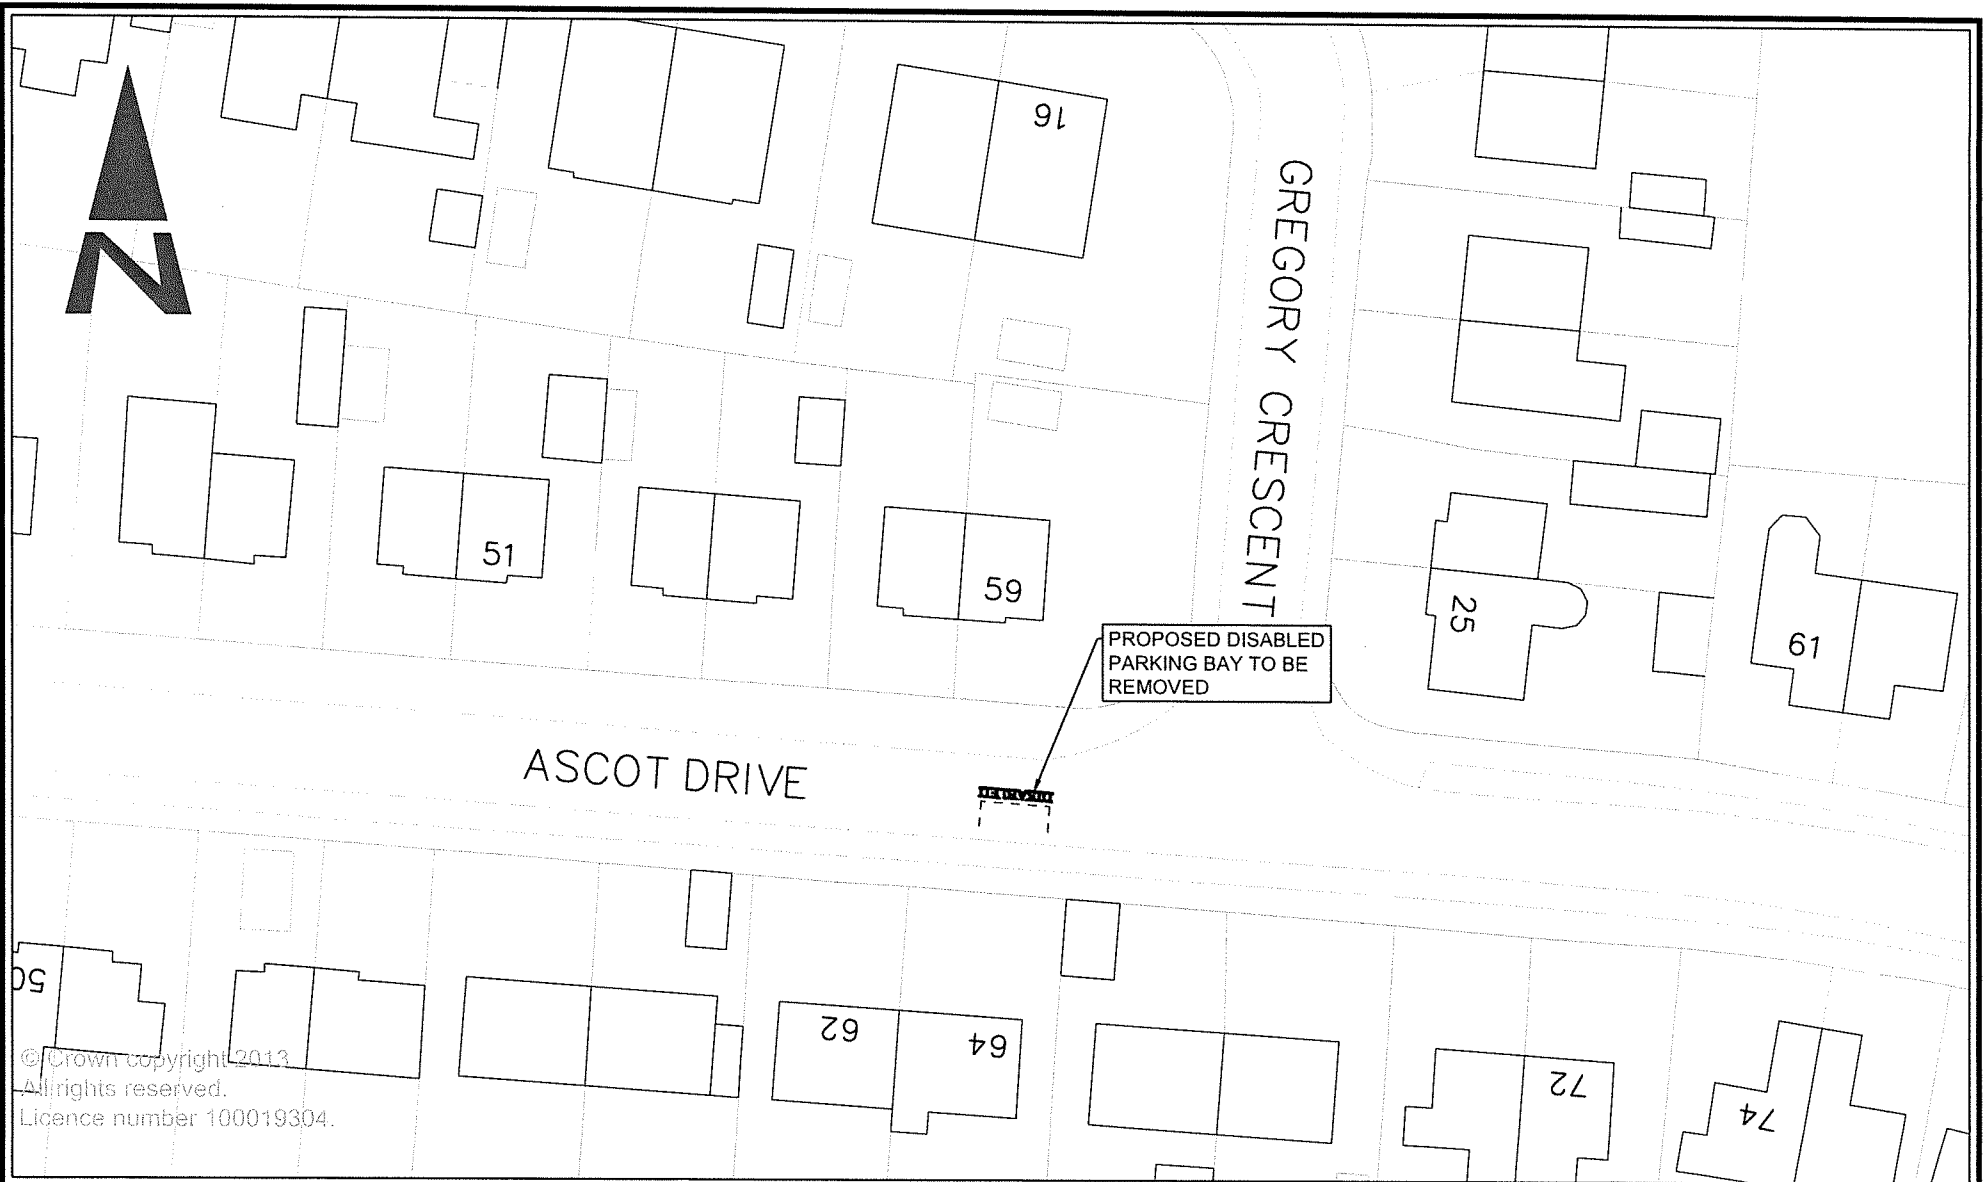 16
GREGORY CRESCENT
N
51
59
25
61
PROPOSED DISABLED
PARKING BAY TO BE
REMOVED
ASCOT DRIVE
DISABLED
50
62
64
72
74
© Crown copyright 2013
All rights reserved.
Licence number 100019304.